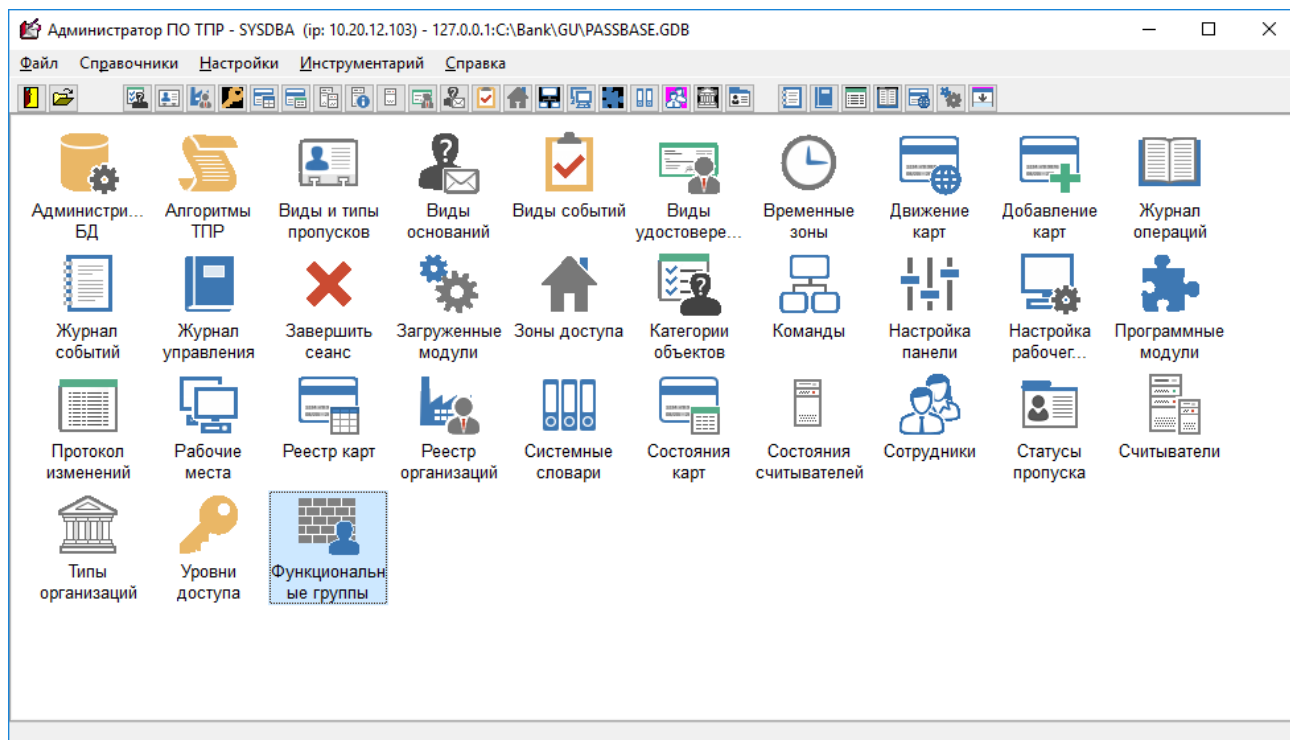 Администратор ПО ТПР - SYSDBA (ip: 10.20.12.103) - 127.0.0.1:C:\Bank\GU\PASSBASE.GDB
Файл Справочники Настройки Инструментарий Справка
Администри... Алгоритмы Виды и типы Виды Виды событий Виды Временные Движение Добавление Журнал
БД ТПР пропусков оснований удостовере... зоны карт карт операций
Журнал Журнал Завершить Загруженные Зоны доступа Категории Команды Настройка Настройка Программные
событий управления сеанс модули объектов панели рабочег... модули
Протокол Рабочие Реестр карт Реестр Системные Состояния Состояния Сотрудники Статусы Считыватели
изменений места организаций словари карт считывателей пропуска
Типы Уровни Функциональн
организаций доступа ые группы